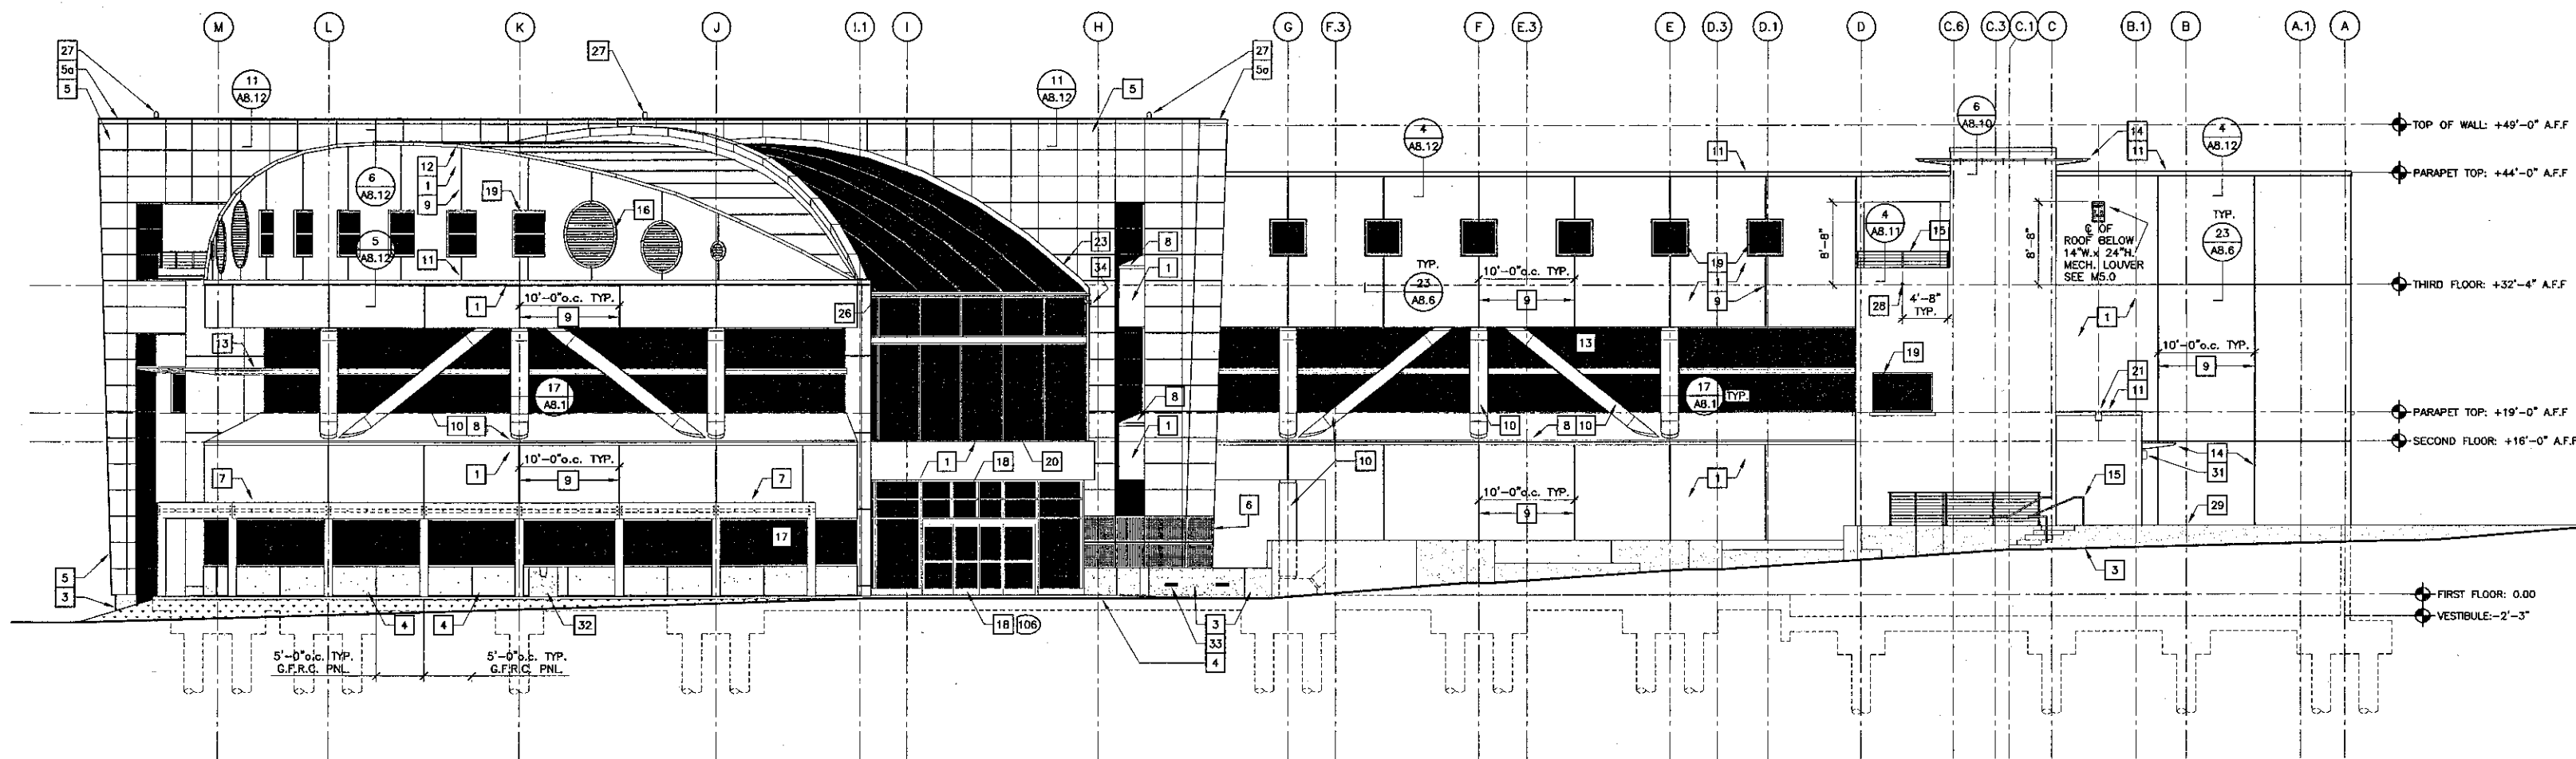 M L K J I.1 I H G F.3 F E.3 E D.3 D.1 D C.6 C.3 C.1 C B.1 B A.1 A
27
5a
5
11
A8.12
27
11
A8.12
5
27
5a
4
A8.12
11
6
A8.10
14
11
4
A8.12
TOP OF WALL: +49'-0" A.F.F
PARAPET TOP: +44'-0" A.F.F
12
1
9
6
A8.12
19
16
5
A8.12
11
23
34
8
1
TYP.
23
A8.6
10'-0"o.c. TYP.
9
19
1
9
8'-8"
4
A8.11
15
8'-8"
℄ OF
ROOF BELOW
14"W.x 24"H.
MECH. LOUVER
SEE M5.0
TYP.
23
A8.6
THIRD FLOOR: +32'-4" A.F.F
1
10'-0"o.c. TYP.
9
26
28
4'-8"
TYP.
1
13
13
19
10'-0"o.c. TYP.
9
17
A8.1
8
17
A8.1
TYP.
21
11
PARAPET TOP: +19'-0" A.F.F
10 8
1
10
8 10
SECOND FLOOR: +16'-0" A.F.F
1
10'-0"o.c. TYP.
9
1
18
20
10
1
14
31
7
7
10'-0"o.c. TYP.
9
15
6
29
17
5
3
3
FIRST FLOOR: 0.00
VESTIBULE:-2'-3"
4
4
32
18 106
3
33
4
5'-0"o.c. TYP.
G.F.R.C. PNL.
5'-0"o.c. TYP.
G.F.R.C. PNL.